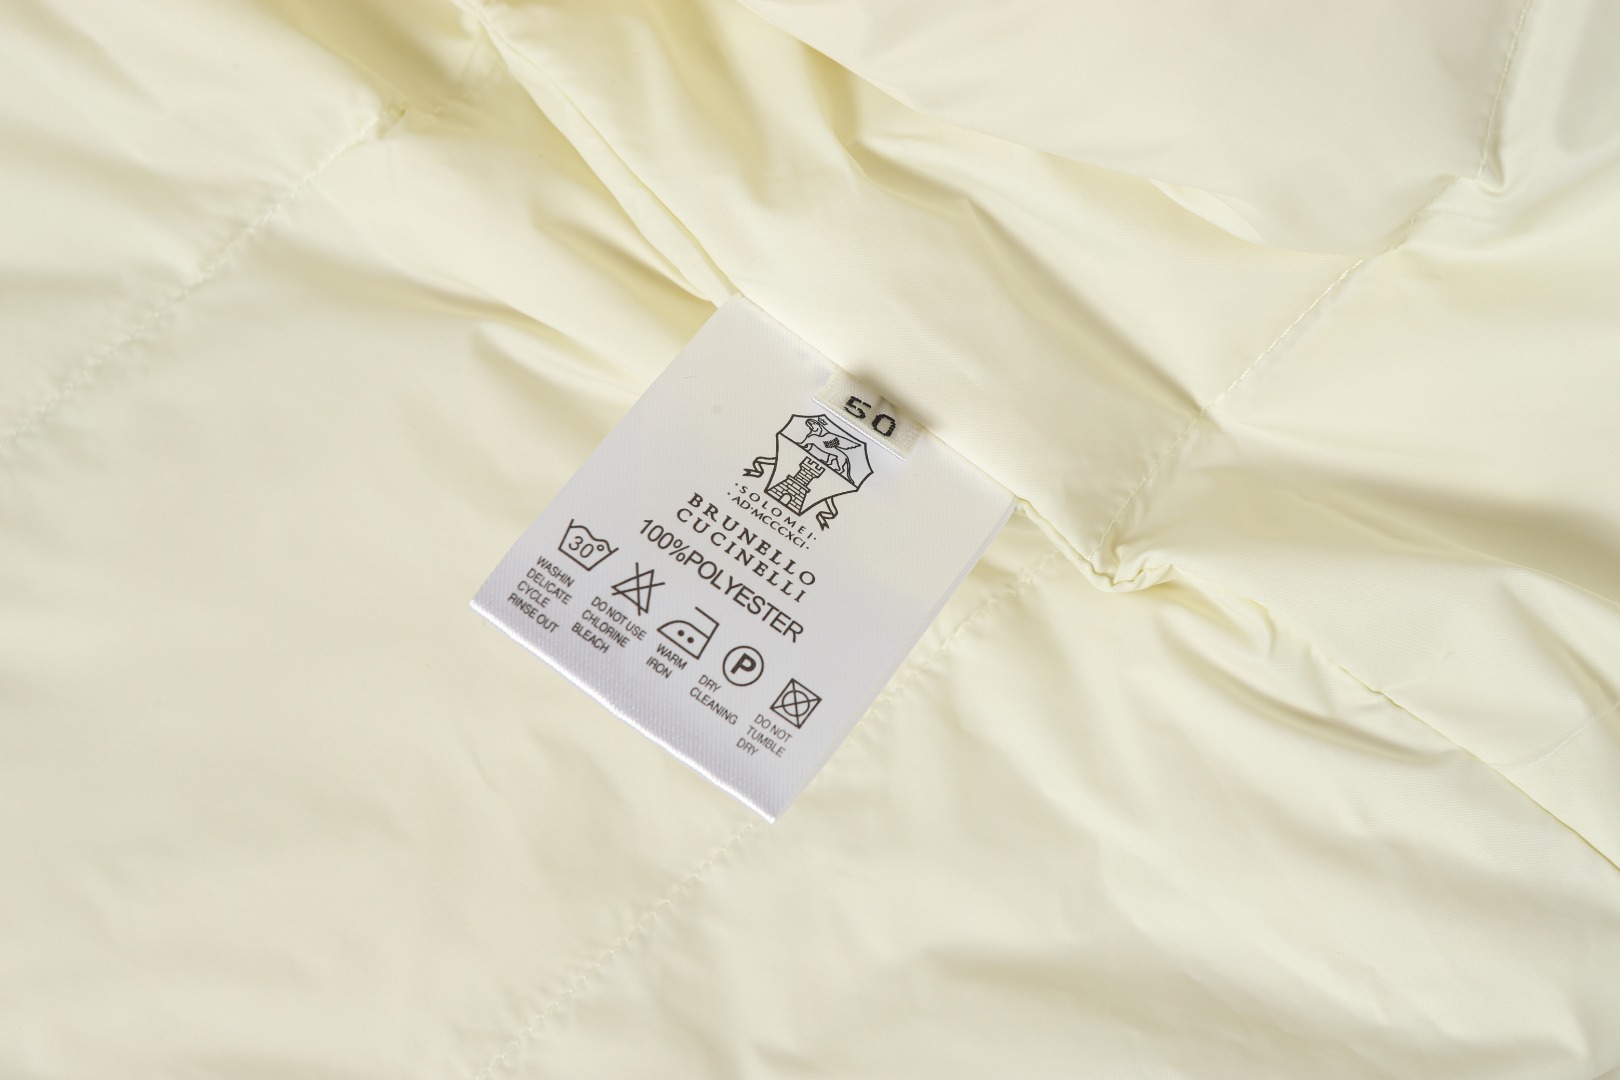 50
·SOLOMEI·
·AD·MCCCXCI·
BRUNELLO
CUCINELLI
100%POLYESTER
30°
WASHIN
DELICATE
CYCLE
RINSE OUT
DO NOT USE
CHLORINE
BLEACH
WARM
IRON
P
DRY
CLEANING
DO NOT
TUMBLE
DRY